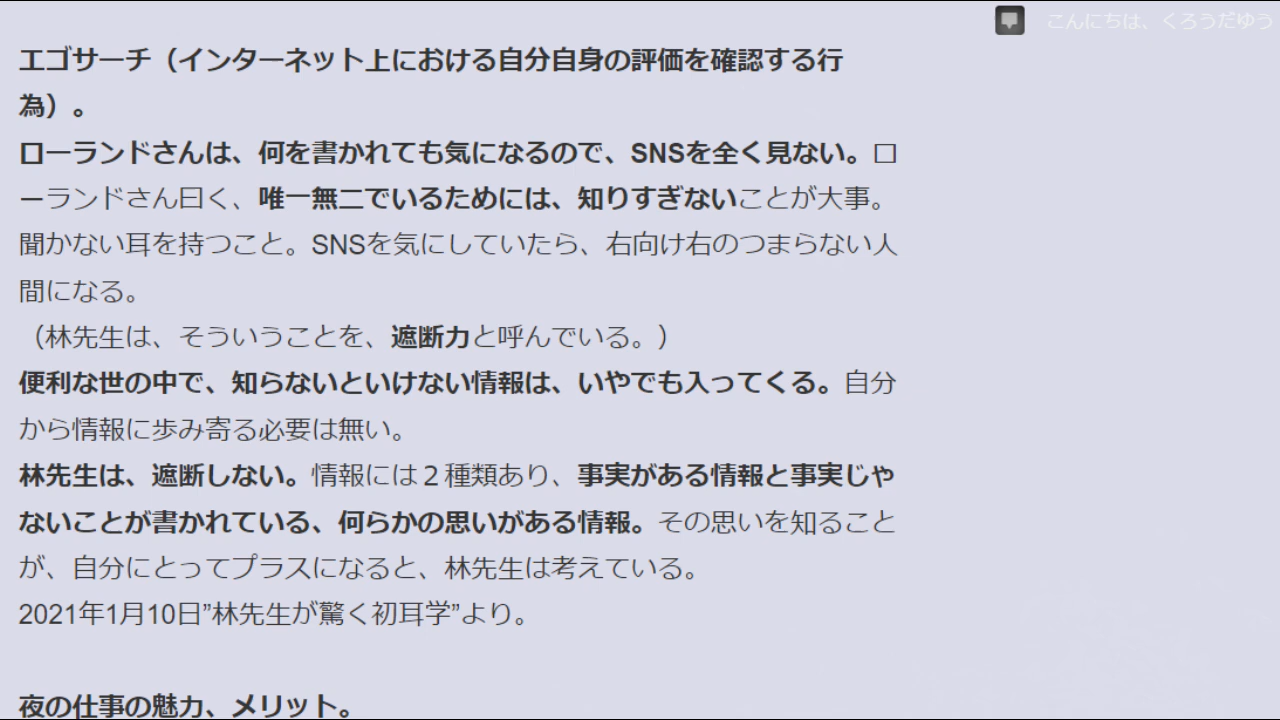 こんにちは、くろうだゆう
エゴサーチ（インターネット上における自分自身の評価を確認する行
為）。
ローランドさんは、何を書かれても気になるので、SNSを全く見ない。ロ
ーランドさん曰く、唯一無二でいるためには、知りすぎないことが大事。
聞かない耳を持つこと。SNSを気にしていたら、右向け右のつまらない人
間になる。
（林先生は、そういうことを、遮断力と呼んでいる。）
便利な世の中で、知らないといけない情報は、いやでも入ってくる。自分
から情報に歩み寄る必要は無い。
林先生は、遮断しない。情報には２種類あり、事実がある情報と事実じゃ
ないことが書かれている、何らかの思いがある情報。その思いを知ること
が、自分にとってプラスになると、林先生は考えている。
2021年1月10日”林先生が驚く初耳学”より。
夜の仕事の魅力、メリット。